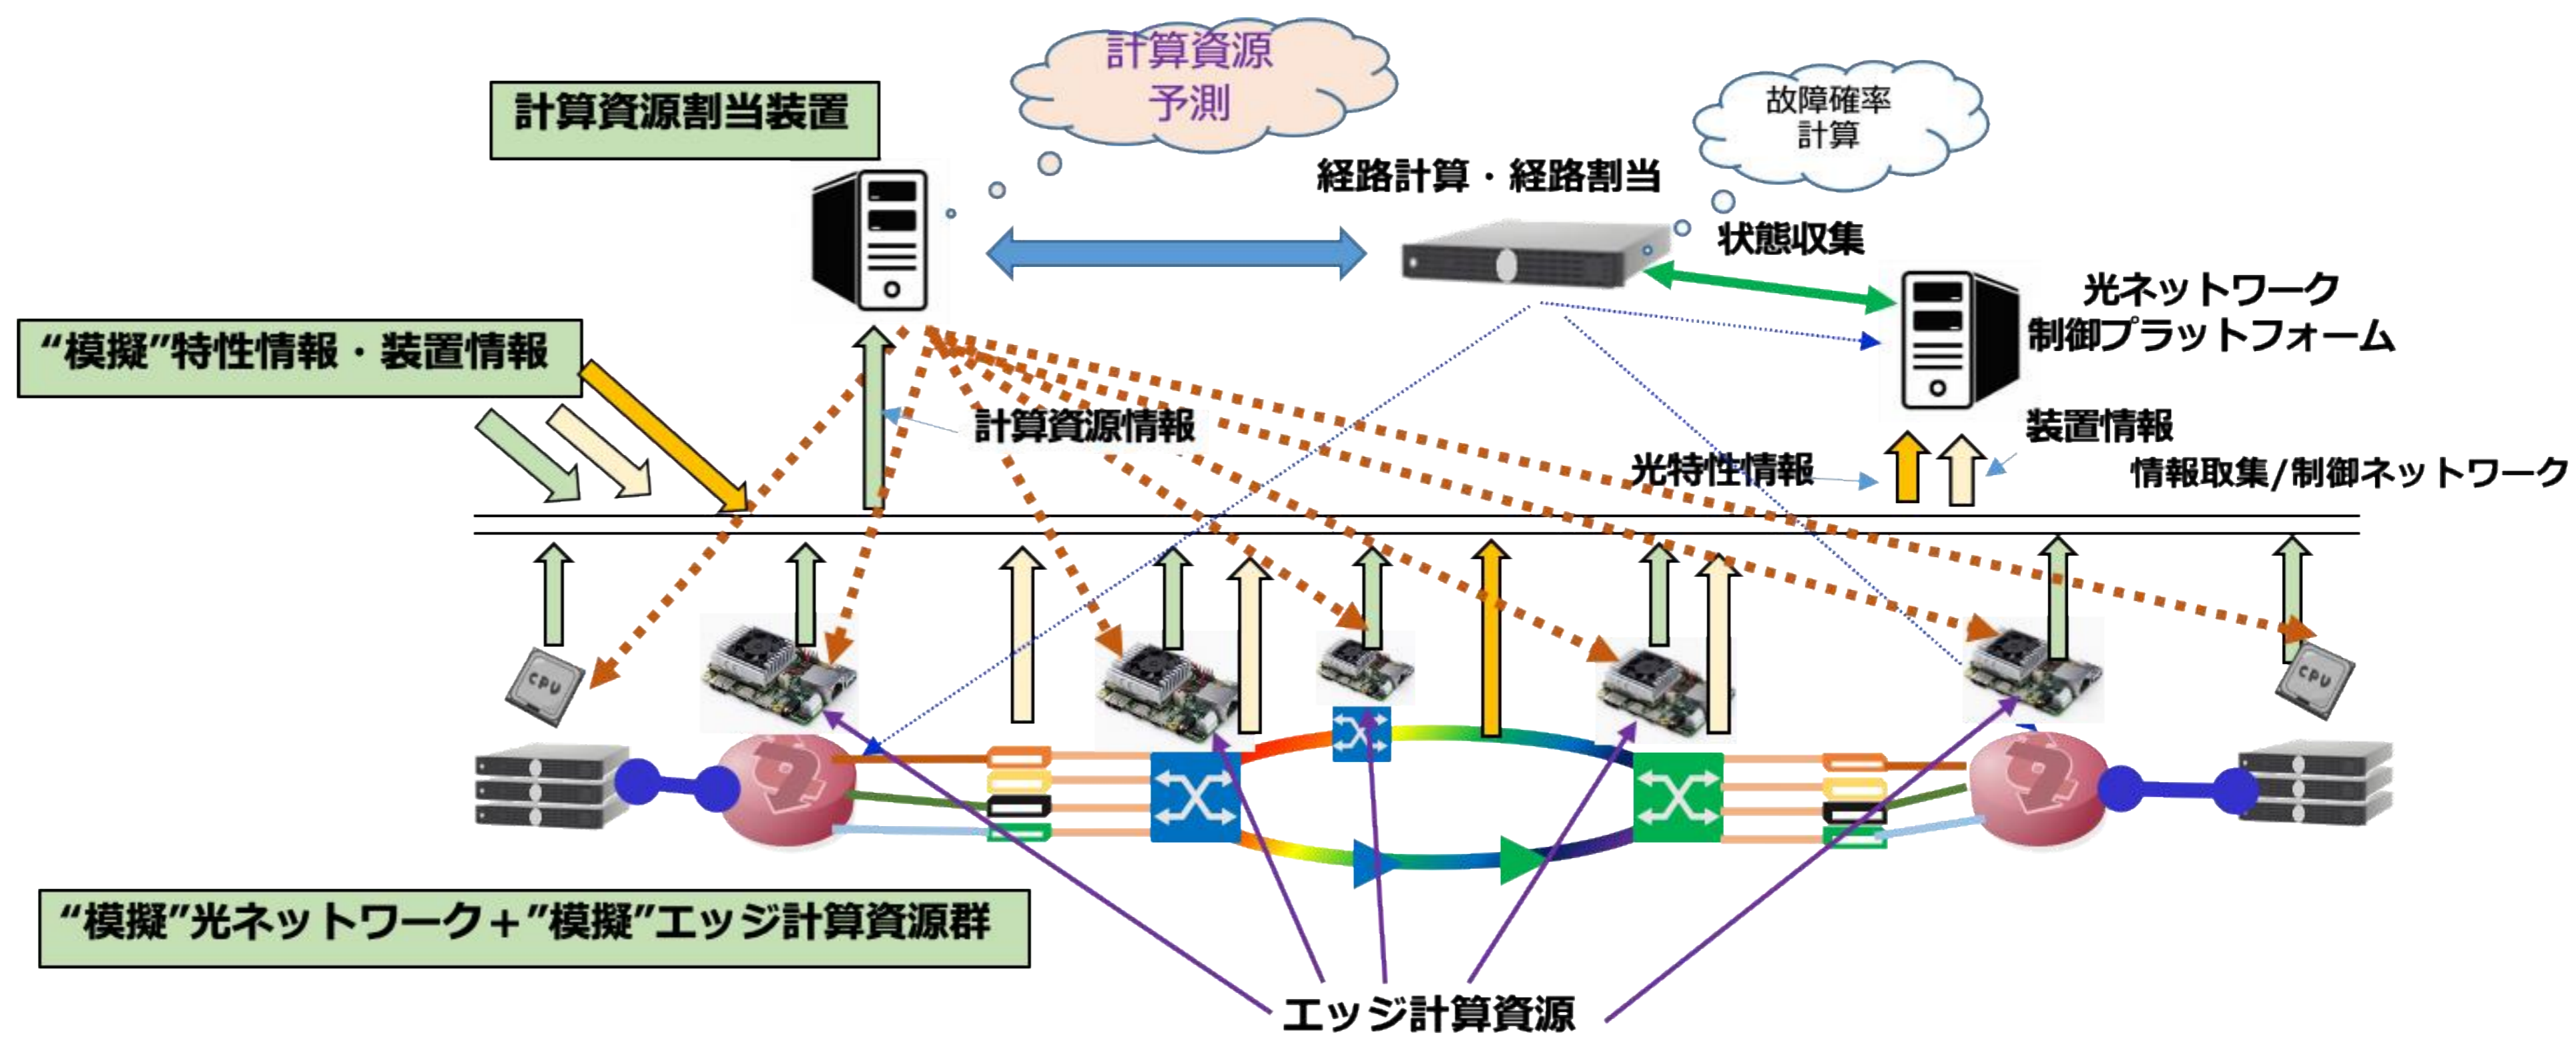 計算資源
予測
計算資源割当装置
故障確率
計算
経路計算・経路割当
状態収集
光ネットワーク
制御プラットフォーム
“模擬”特性情報・装置情報
計算資源情報
装置情報
光特性情報
情報取集/制御ネットワーク
CPU
CPU
“模擬”光ネットワーク＋”模擬”エッジ計算資源群
エッジ計算資源